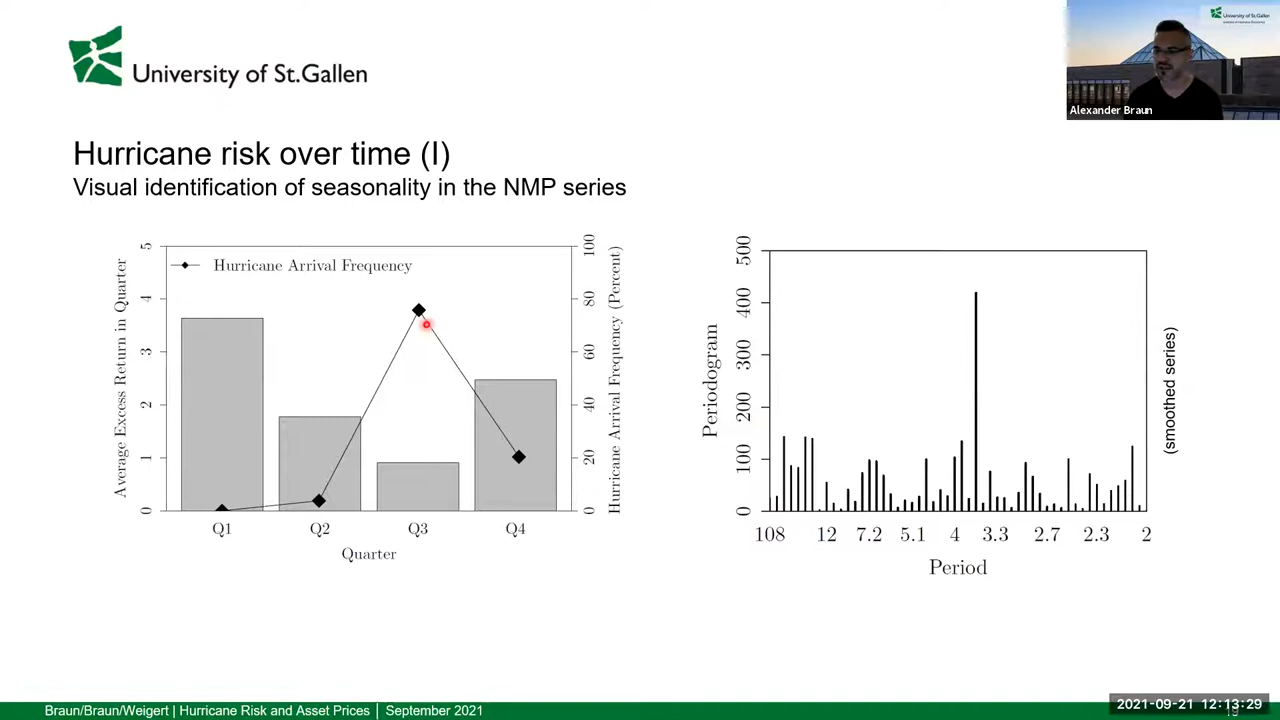 University of St.Gallen
University of St.Gallen
Alexander Braun
Hurricane risk over time (I)
Visual identification of seasonality in the NMP series
Average Excess Return in Quarter
0
1
2
3
4
5
Hurricane Arrival Frequency
Q1
Q2
Q3
Q4
Quarter
0
20
40
60
80
100
Hurricane Arrival Frequency (Percent)
Periodogram
0
100
200
300
400
500
108
12
7.2
5.1
4
3.3
2.7
2.3
2
Period
(smoothed series)
Braun/Braun/Weigert | Hurricane Risk and Asset Prices | September 2021
2021-09-21 12:13:29